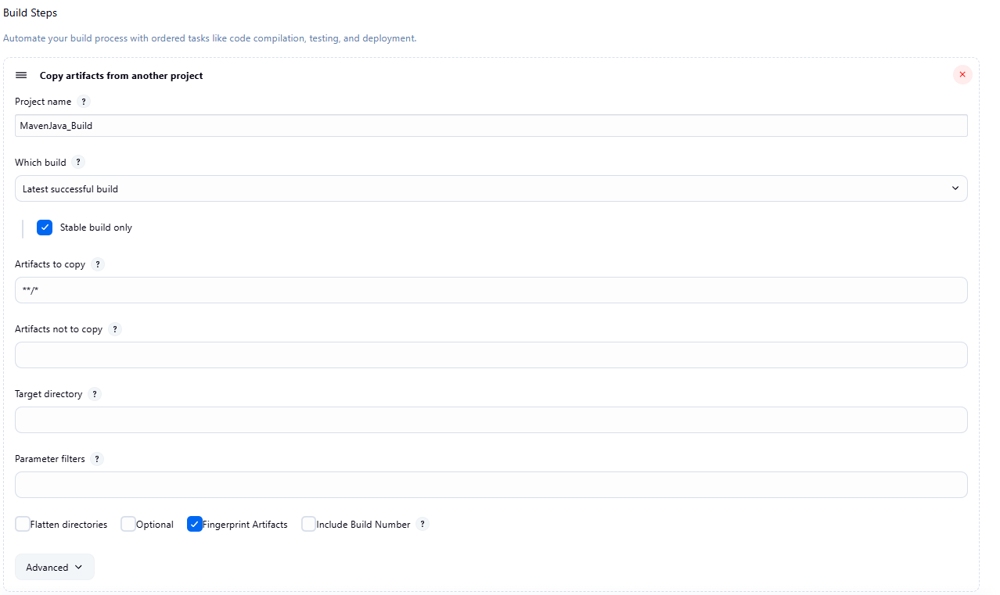 Build Steps
Automate your build process with ordered tasks like code compilation, testing, and deployment.
Copy artifacts from another project
Project name ?
MavenJava_Build
Which build ?
Latest successful build
Stable build only
Artifacts to copy ?
**/*
Artifacts not to copy ?
Target directory ?
Parameter filters ?
Flatten directories Optional Fingerprint Artifacts Include Build Number ?
Advanced